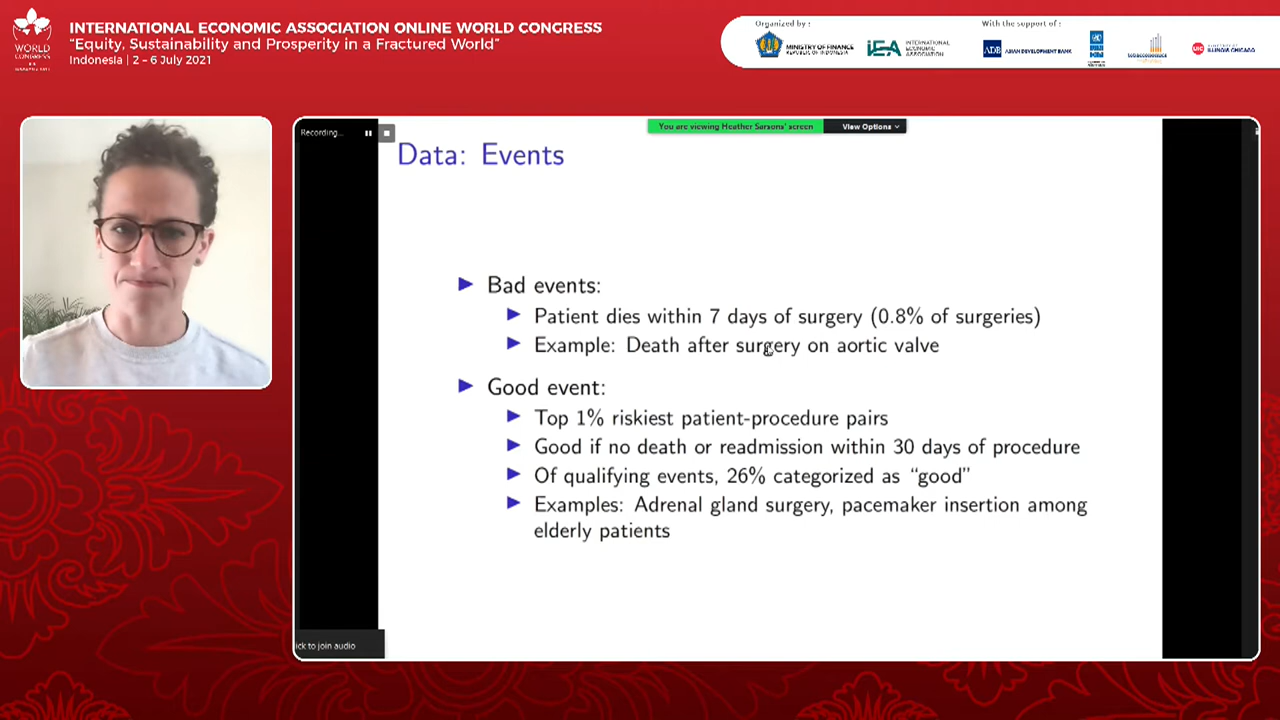 INTERNATIONAL ECONOMIC ASSOCIATION ONLINE WORLD CONGRESS
"Equity, Sustainability and Prosperity in a Fractured World"
Indonesia | 2 - 6 July 2021
WORLD
CONGRESS
Organized by :
MINISTRY OF FINANCE
REPUBLIC OF INDONESIA
iEA
INTERNATIONAL
ECONOMIC
ASSOCIATION
With the support of :
ADB
ASIAN DEVELOPMENT BANK
UIC
ILLINOIS CHICAGO
Recording...
You are viewing Heather Sarsons' screen
View Options
Data: Events
Bad events:
Patient dies within 7 days of surgery (0.8% of surgeries)
Example: Death after surgery on aortic valve
Good event:
Top 1% riskiest patient-procedure pairs
Good if no death or readmission within 30 days of procedure
Of qualifying events, 26% categorized as “good”
Examples: Adrenal gland surgery, pacemaker insertion among
elderly patients
ick to join audio